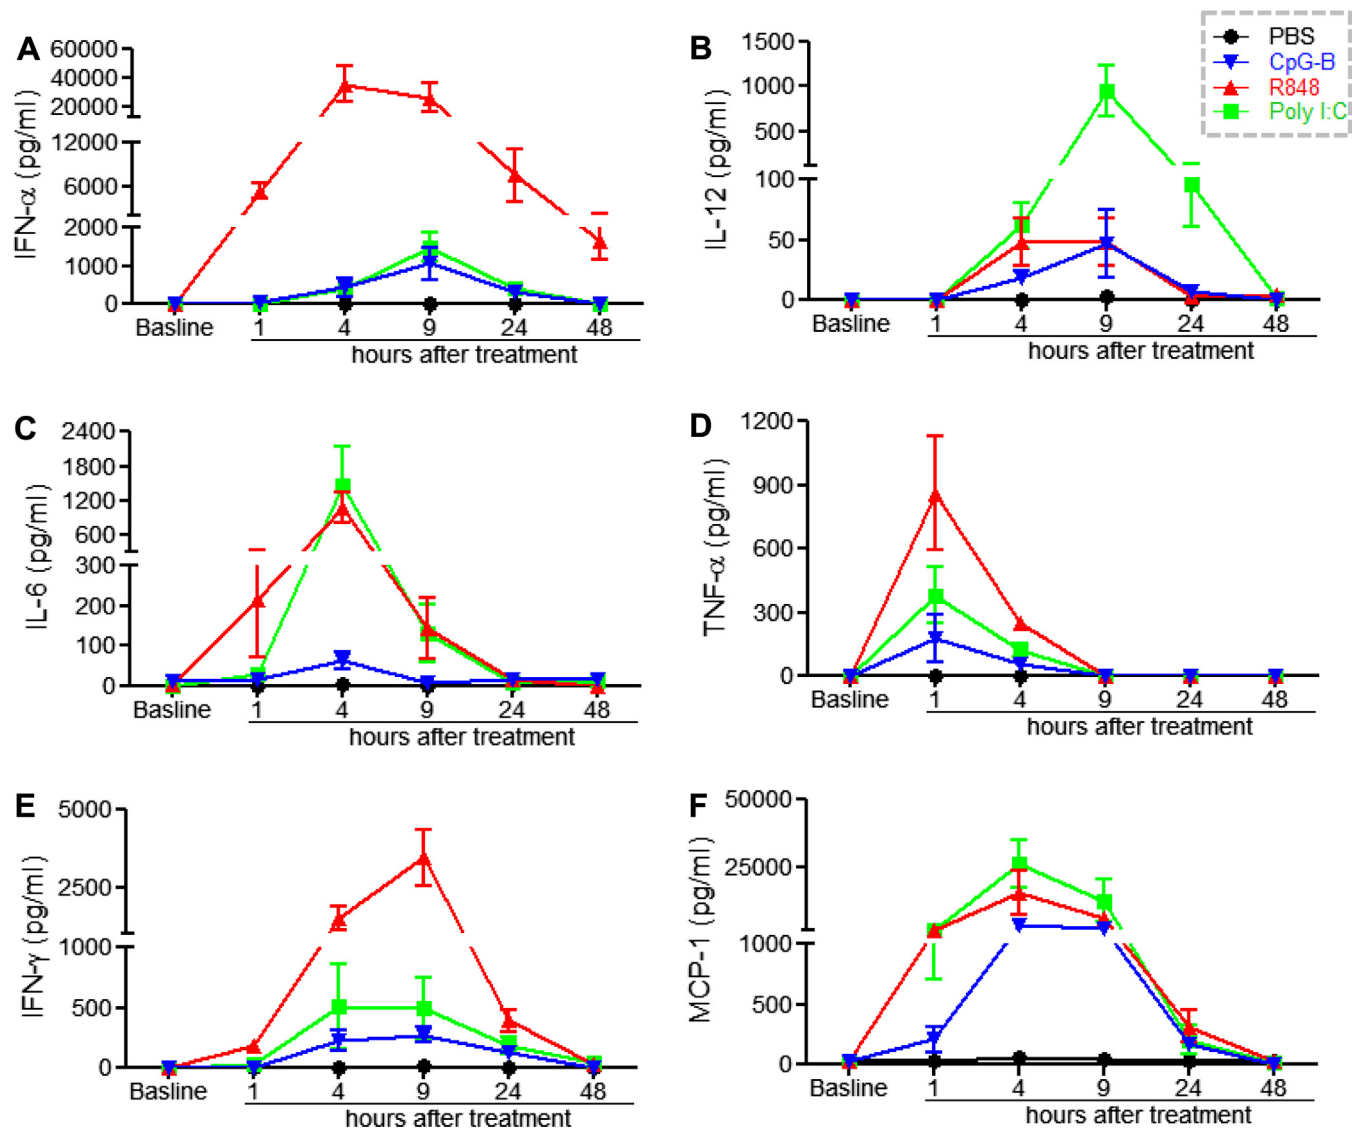 A
IFN-α (pg/ml)
60000
40000
20000
12000
6000
2000
1000
0
Basline 1 4 9 24 48
hours after treatment
B
IL-12 (pg/ml)
1500
1000
500
100
50
0
Basline 1 4 9 24 48
hours after treatment
PBS
CpG-B
R848
Poly I:C
C
IL-6 (pg/ml)
2400
1800
1200
600
300
200
100
0
Basline 1 4 9 24 48
hours after treatment
D
TNF-α (pg/ml)
1200
900
600
300
0
Basline 1 4 9 24 48
hours after treatment
E
IFN-γ (pg/ml)
5000
2500
1000
500
0
Basline 1 4 9 24 48
hours after treatment
F
MCP-1 (pg/ml)
50000
25000
1000
500
0
Basline 1 4 9 24 48
hours after treatment